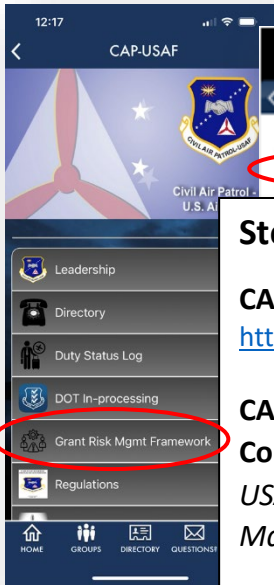 12:17
CAP-USAF
CIVIL AIR PATROL-USAF
Civil Air Patrol -
U.S. Ai
Leadership
Directory
Duty Status Log
DOT In-processing
Grant Risk Mgmt Framework
Regulations
HOME
GROUPS
DIRECTORY
QUESTIONS
Ste
CA
htt
CA
Co
US
Ma